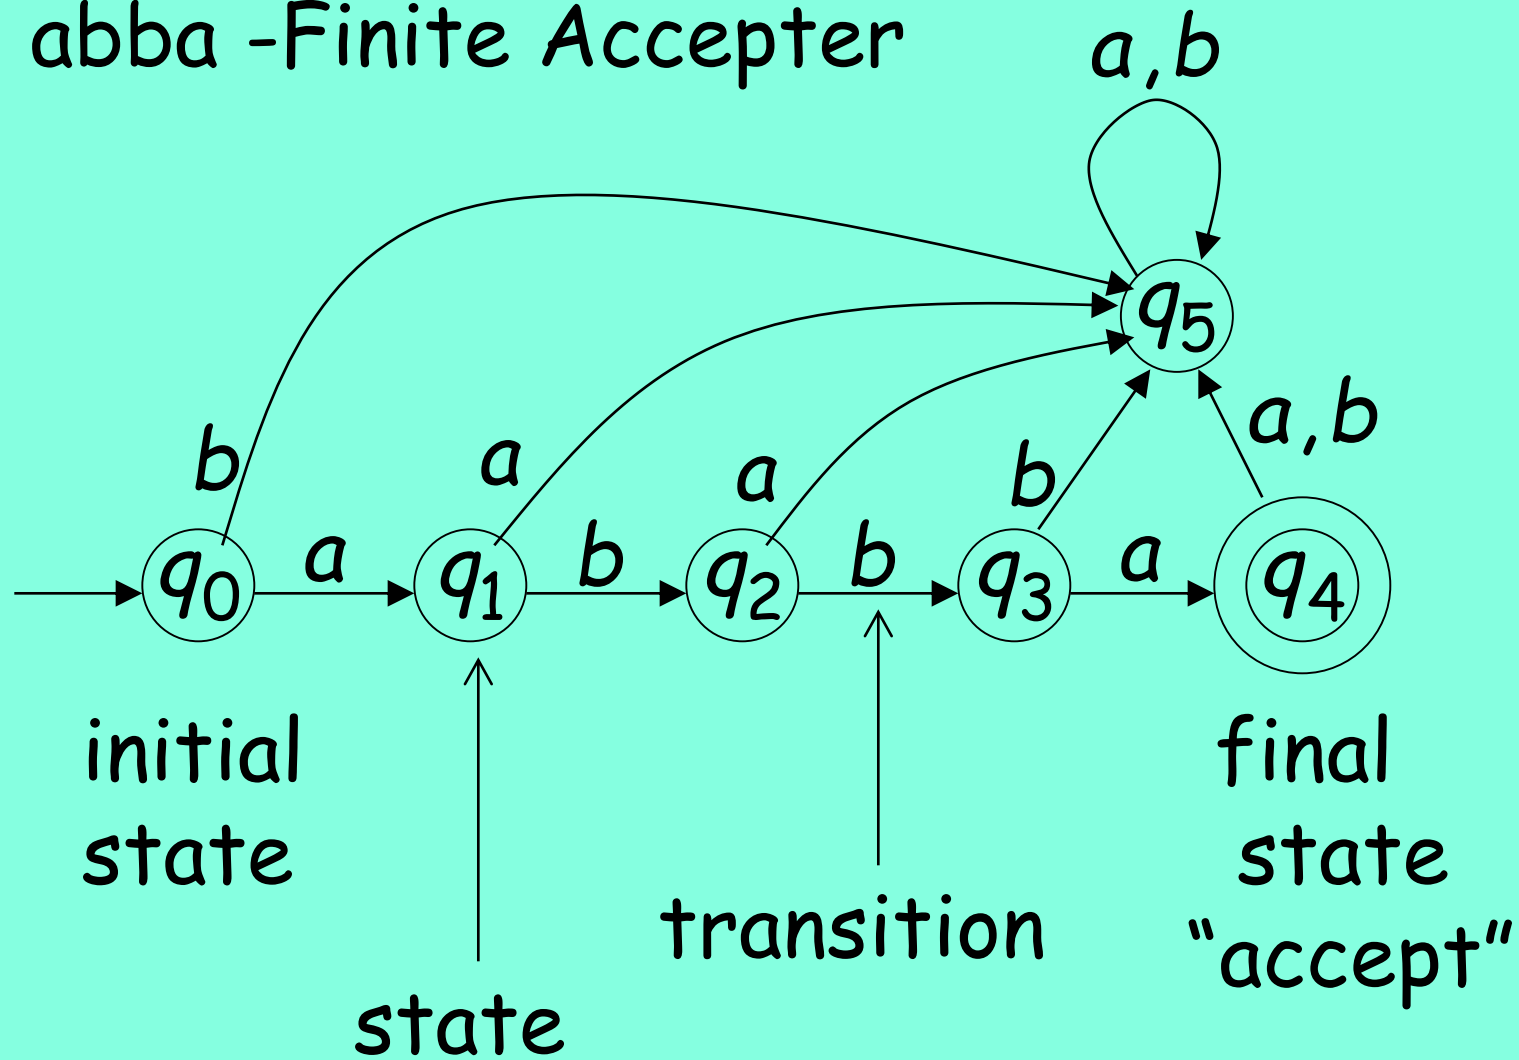 abba -Finite Accepter
a,b
q5
b
a
a
b
a,b
q0
a
q1
b
q2
b
q3
a
q4
initial
state
final
state
“accept”
transition
state